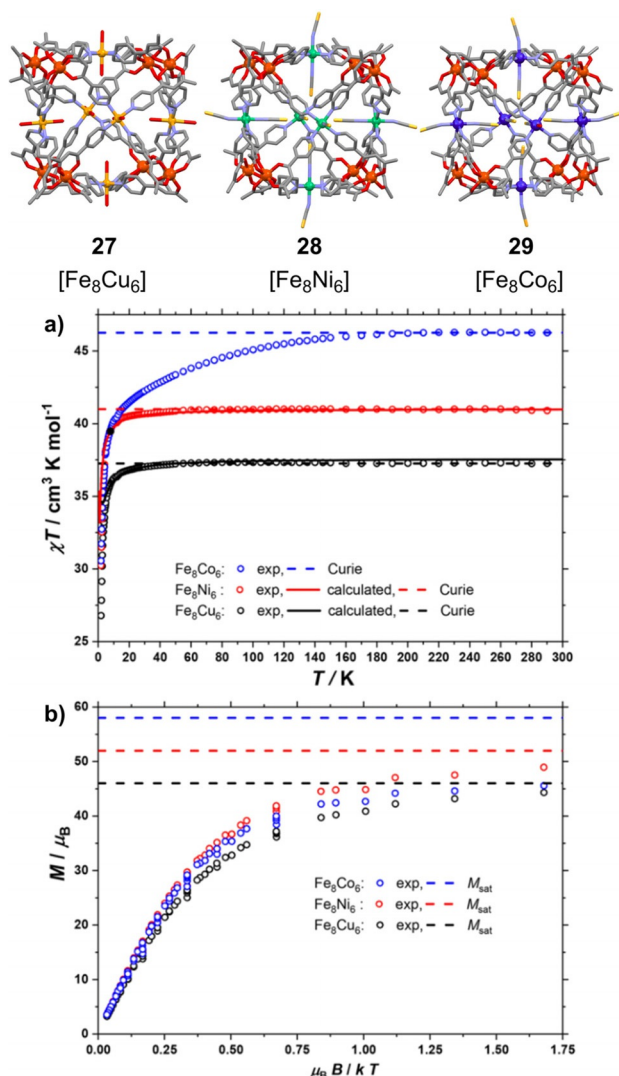 27 28 29
[Fe₈Cu₆] [Fe₈Ni₆] [Fe₈Co₆]
a)
χT / cm³ K mol⁻¹
45
40
35
30
25
Fe₈Co₆: exp, Curie
Fe₈Ni₆: exp, calculated, Curie
Fe₈Cu₆: exp, calculated, Curie
0 20 40 60 80 100 120 140 160 180 200 220 240 260 280 300
T / K
b)
M / μB
60
50
40
30
20
10
0
Fe₈Co₆: exp, Msat
Fe₈Ni₆ : exp, Msat
Fe₈Cu₆: exp, Msat
0.00 0.25 0.50 0.75 1.00 1.25 1.50 1.75
μB B / k T